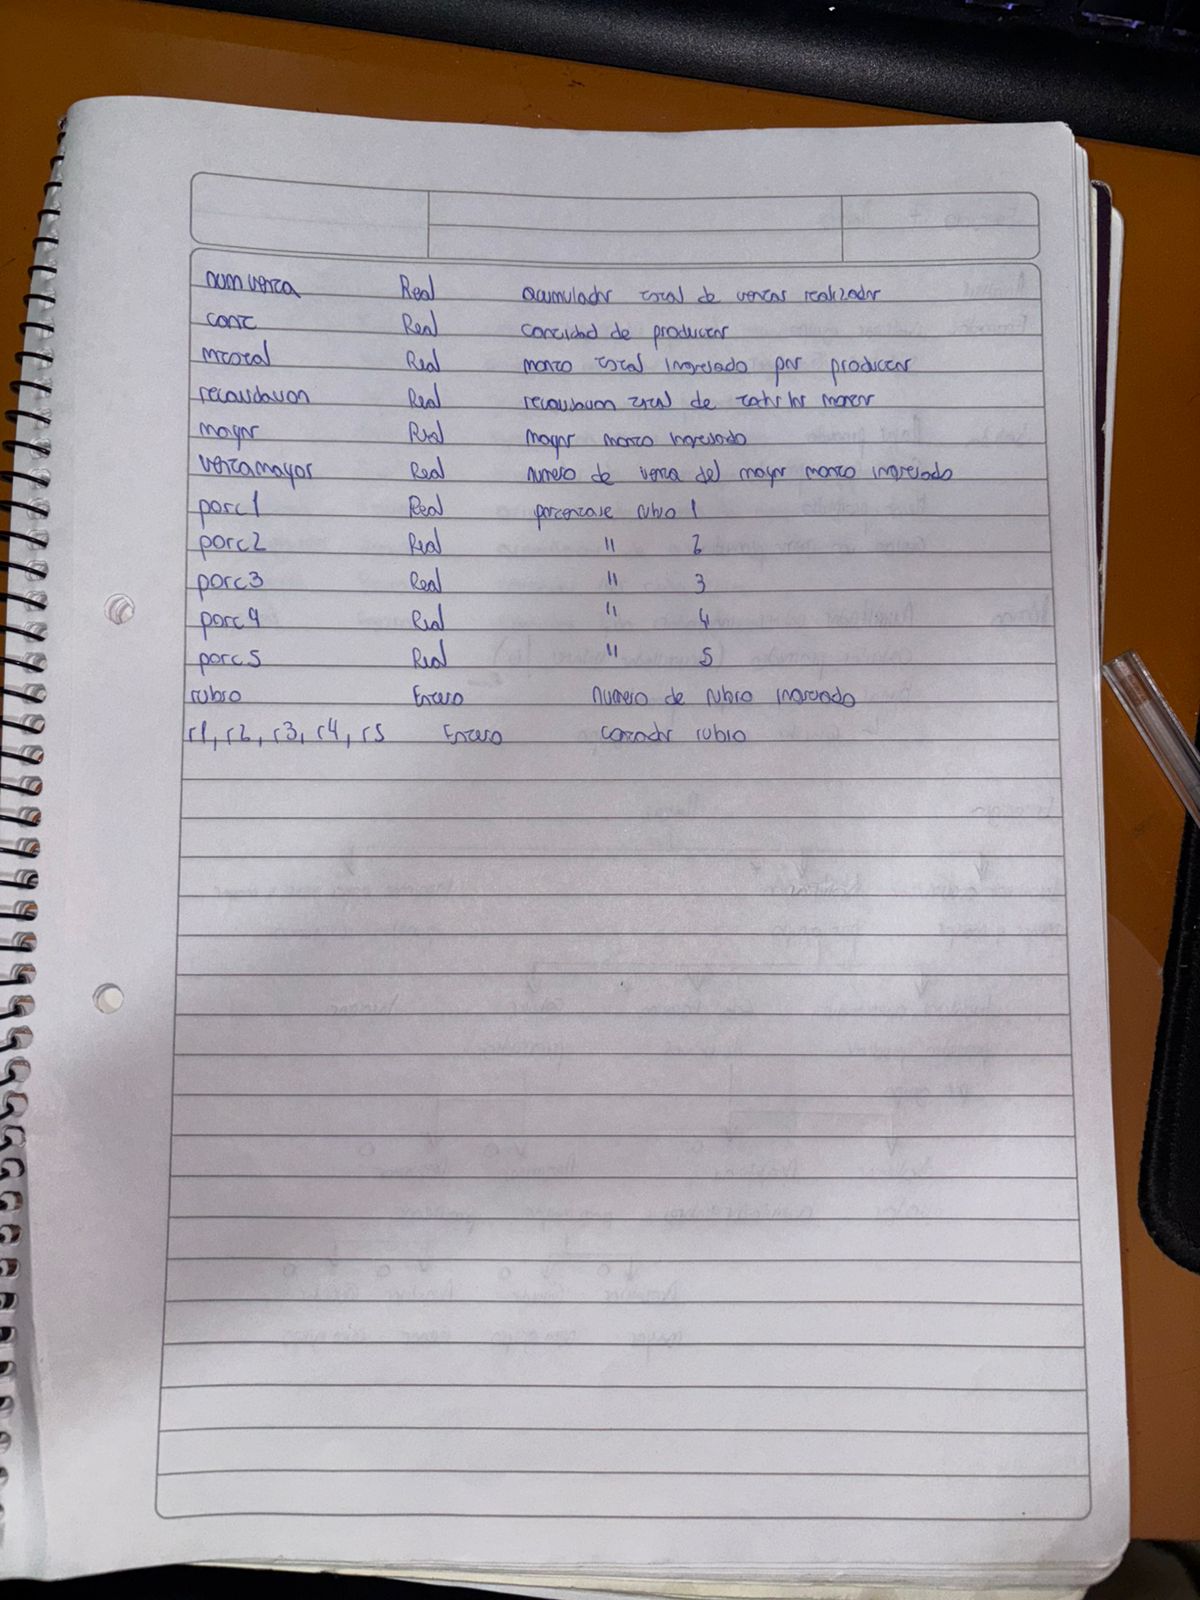 numventa Real acumulador total de ventas realizadas
cant Real cantidad de productos
mtotal Real monto total ingresado por productos
recaudacion Real recaudacion total de todos los montos
mayor Real mayor monto ingresado
ventamayor Real numero de venta del mayor monto ingresado
porc1 Real porcentaje rubro 1
porc2 Real " 2
porc3 Real " 3
porc4 Real " 4
porc5 Real " 5
rubro Entero numero de rubro ingresado
r1, r2, r3, r4, r5 Entero contador rubro